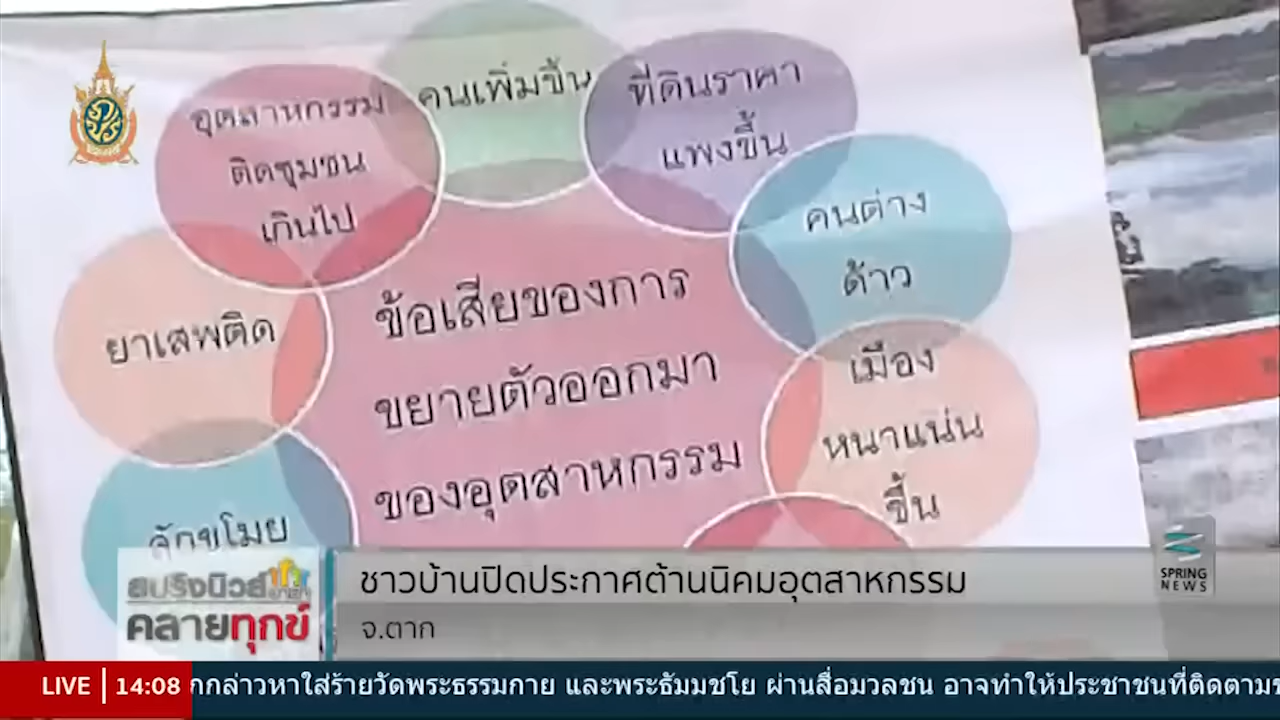 คนเพิ่มขึ้น
ที่ดินราคา
แพงขึ้น
อุตสาหกรรม
ติดชุมชน
เกินไป
คนต่าง
ด้าว
ข้อเสียของการ
ขยายตัวออกมา
ของอุตสาหกรรม
ยาเสพติด
เมือง
หนาแน่น
ขึ้น
ลักขโมย
สปริงนิวส์
คลายทุกข์
ชาวบ้านปิดประกาศต้านนิคมอุตสาหกรรม
จ.ตาก
SPRING
NEWS
LIVE 14:08 กกล่าวหาใส่ร้ายวัดพระธรรมกาย และพระธัมมชโย ผ่านสื่อมวลชน อาจทำให้ประชาชนที่ติดตาม